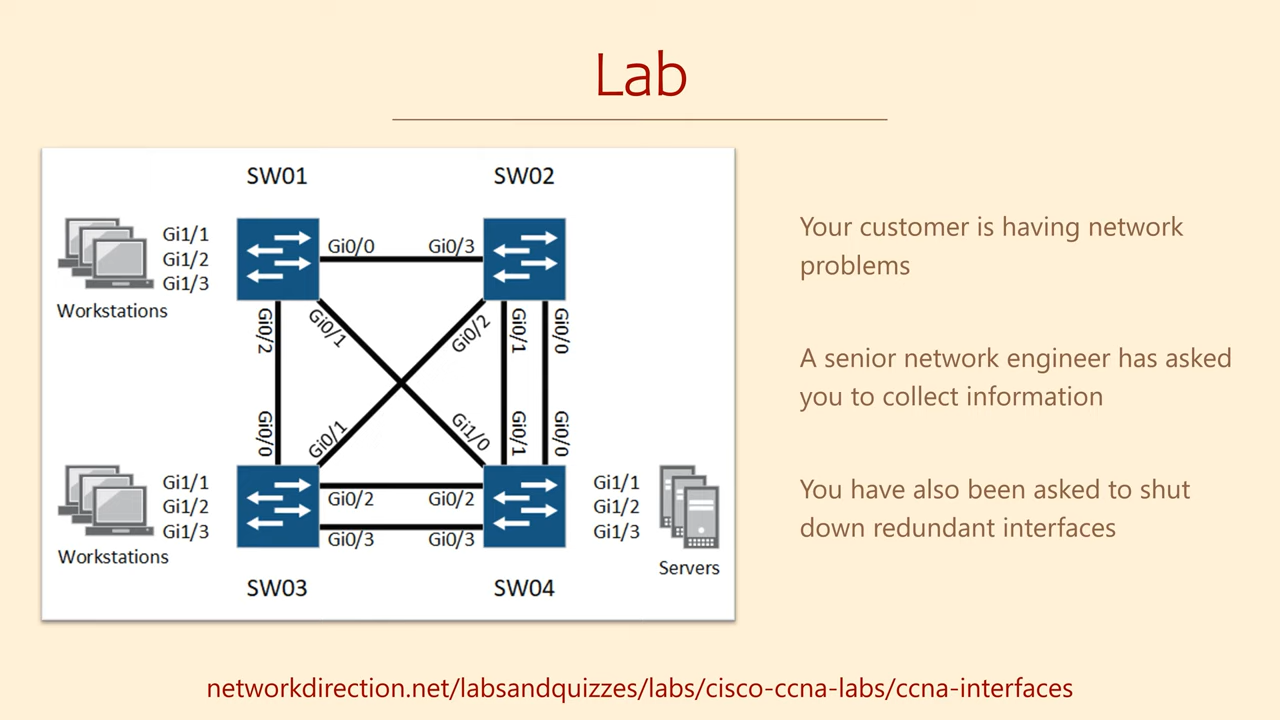 Lab
SW01
SW02
Gi1/1
Gi1/2
Gi1/3
Workstations
Gi0/0
Gi0/3
Gi0/2
Gi0/1
Gi0/2
Gi0/1
Gi0/0
Gi0/0
Gi0/1
Gi1/0
Gi0/1
Gi0/0
Gi1/1
Gi1/2
Gi1/3
Workstations
Gi0/2
Gi0/2
Gi0/3
Gi0/3
Gi1/1
Gi1/2
Gi1/3
Servers
SW03
SW04
Your customer is having network
problems
A senior network engineer has asked
you to collect information
You have also been asked to shut
down redundant interfaces
networkdirection.net/labsandquizzes/labs/cisco-ccna-labs/ccna-interfaces